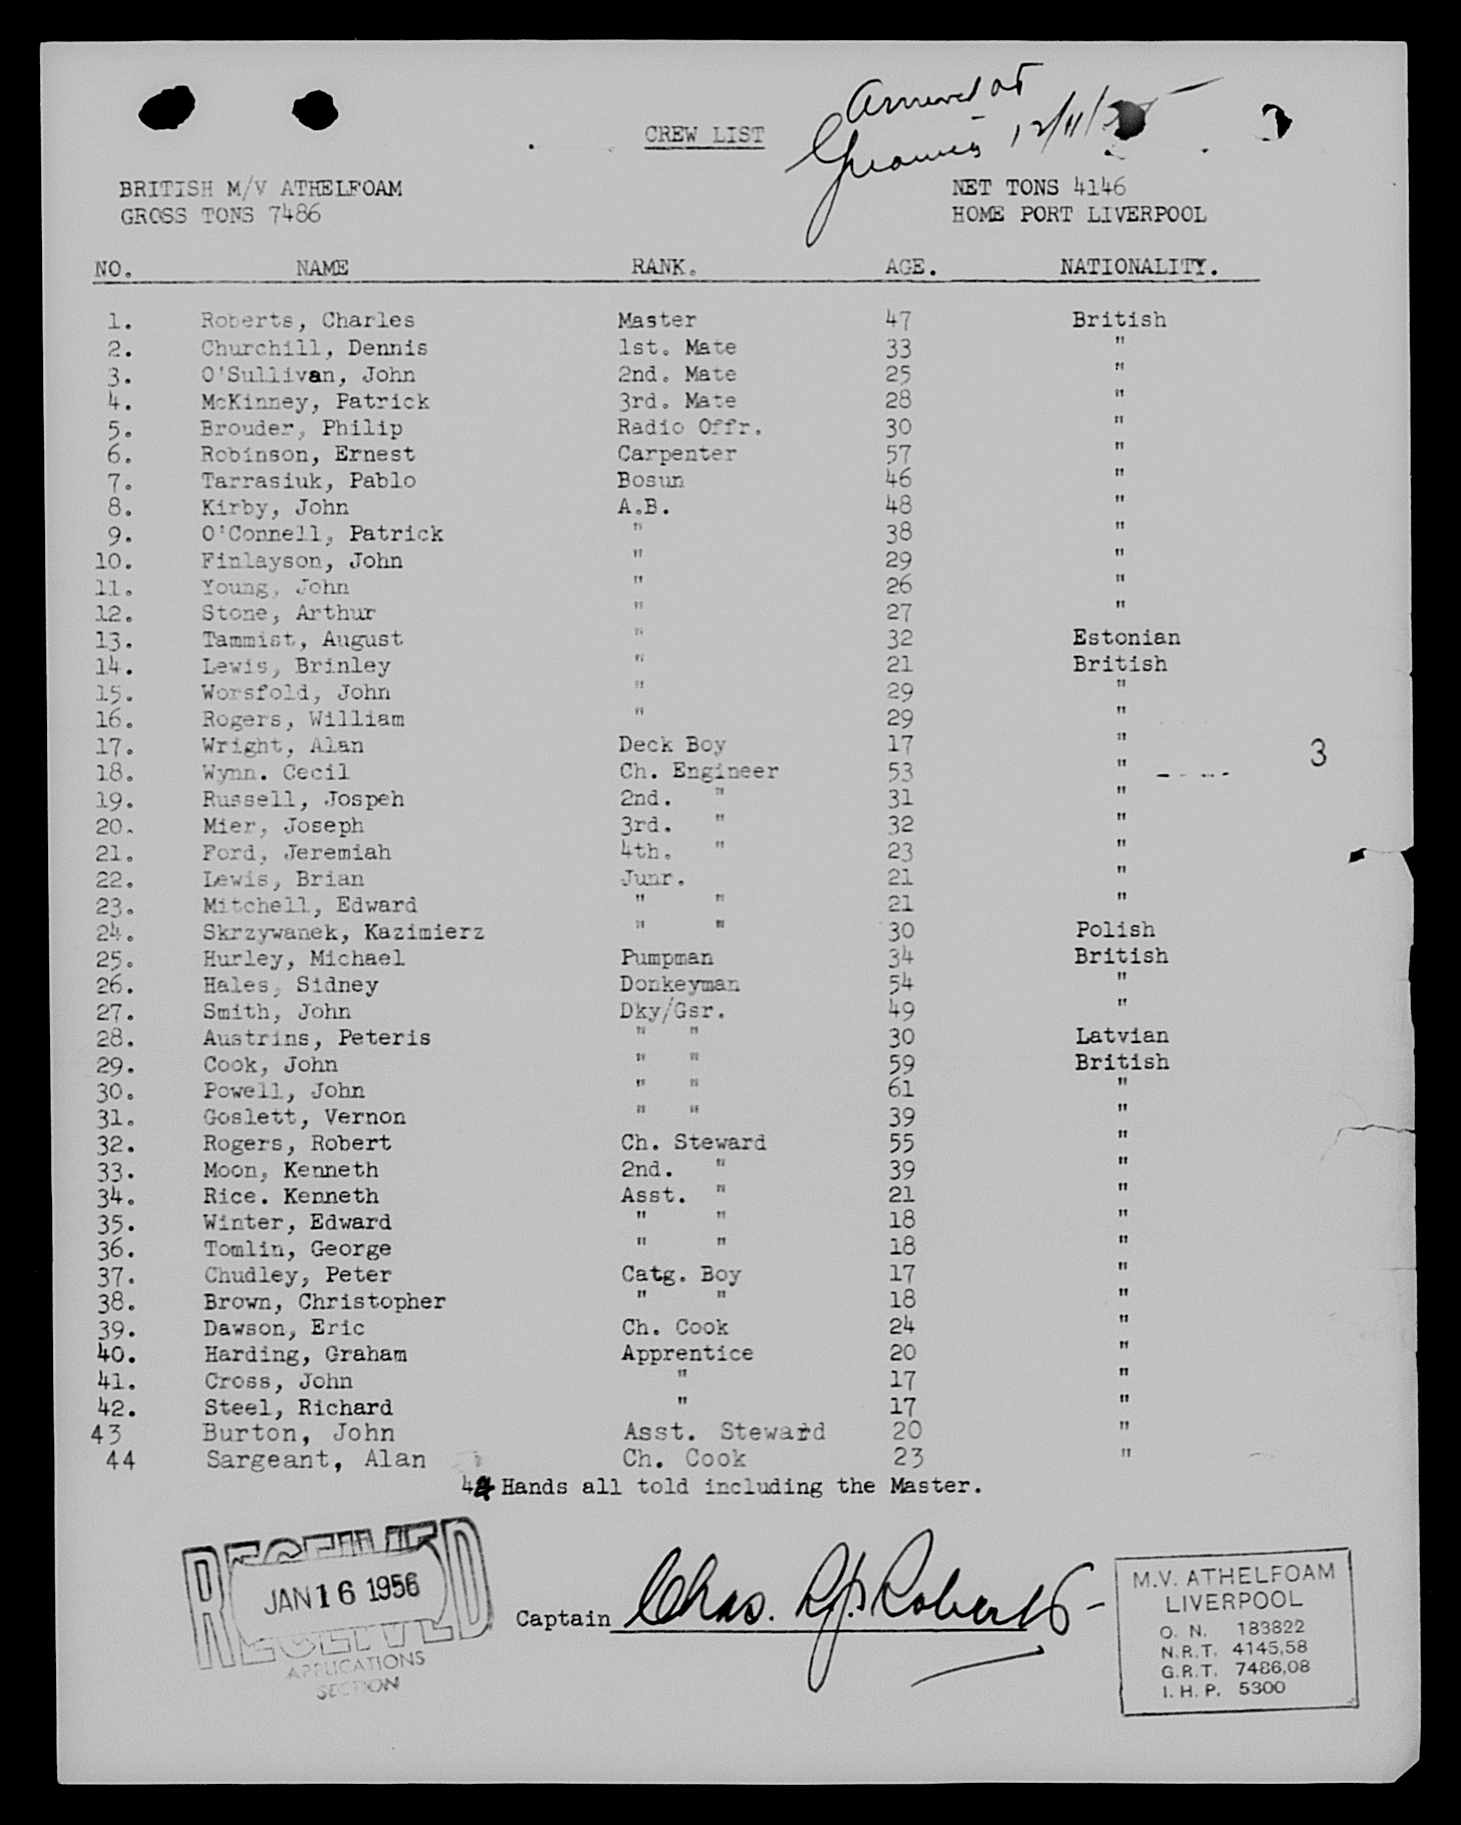 Arrived at
12/11/
CREW LIST
BRITISH M/V ATHELFOAM NET TONS 4146
GROSS TONS 7486 HOME PORT LIVERPOOL
NO. NAME RANK. AGE. NATIONALITY.
1. Roberts, Charles Master 47 British
2. Churchill, Dennis 1st. Mate 33 "
3. O'Sullivan, John 2nd. Mate 25 "
4. McKinney, Patrick 3rd. Mate 28 "
5. Brouder, Philip Radio Offr. 30 "
6. Robinson, Ernest Carpenter 57 "
7. Tarrasiuk, Pablo Bosun 46 "
8. Kirby, John A.B. 48 "
9. O'Connell, Patrick " 38 "
10. Finlayson, John " 29 "
11. Young, John " 26 "
12. Stone, Arthur " 27 "
13. Tammist, August " 32 Estonian
14. Lewis, Brinley " 21 British
15. Worsfold, John " 29 "
16. Rogers, William " 29 "
17. Wright, Alan Deck Boy 17 " 3
18. Wynn. Cecil Ch. Engineer 53 "
19. Russell, Jospeh 2nd. " 31 "
20. Mier, Joseph 3rd. " 32 "
21. Ford, Jeremiah 4th. " 23 "
22. Lewis, Brian Junr. 21 "
23. Mitchell, Edward " " 21 "
24. Skrzywanek, Kazimierz " " 30 Polish
25. Hurley, Michael Pumpman 34 British
26. Hales, Sidney Donkeyman 54 "
27. Smith, John Dky/Gsr. 49 "
28. Austrins, Peteris " " 30 Latvian
29. Cook, John " " 59 British
30. Powell, John " " 61 "
31. Goslett, Vernon " " 39 "
32. Rogers, Robert Ch. Steward 55 "
33. Moon, Kenneth 2nd. " 39 "
34. Rice. Kenneth Asst. " 21 "
35. Winter, Edward " " 18 "
36. Tomlin, George " " 18 "
37. Chudley, Peter Catg. Boy 17 "
38. Brown, Christopher " " 18 "
39. Dawson, Eric Ch. Cook 24 "
40. Harding, Graham Apprentice 20 "
41. Cross, John " 17 "
42. Steel, Richard " 17 "
43 Burton, John Asst. Steward 20 "
44 Sargeant, Alan Ch. Cook 23 "
44 Hands all told including the Master.
RECEIVED
JAN 16 1956
RECEIVED
APPLICATIONS
SECTION
Captain Chas. R.J. Roberts
M.V. ATHELFOAM
LIVERPOOL
O. N. 183822
N.R.T. 4145,58
G.R.T. 7486,08
I. H. P. 5300